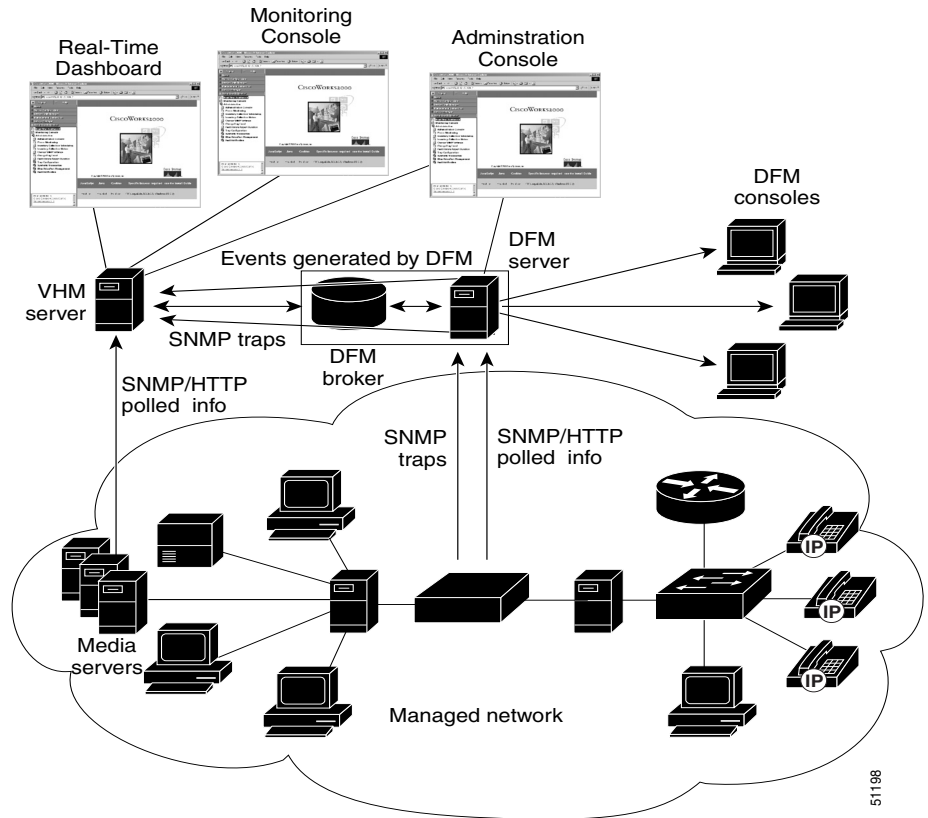 Monitoring
Console
Real-Time
Dashboard
Adminstration
Console
CISCOWORKS2000
CISCOWORKS2000
CISCOWORKS2000
DFM
consoles
DFM
server
Events generated by DFM
VHM
server
SNMP traps
DFM
broker
SNMP/HTTP
polled info
SNMP
traps
SNMP/HTTP
polled info
IP
IP
IP
Media
servers
Managed network
51198